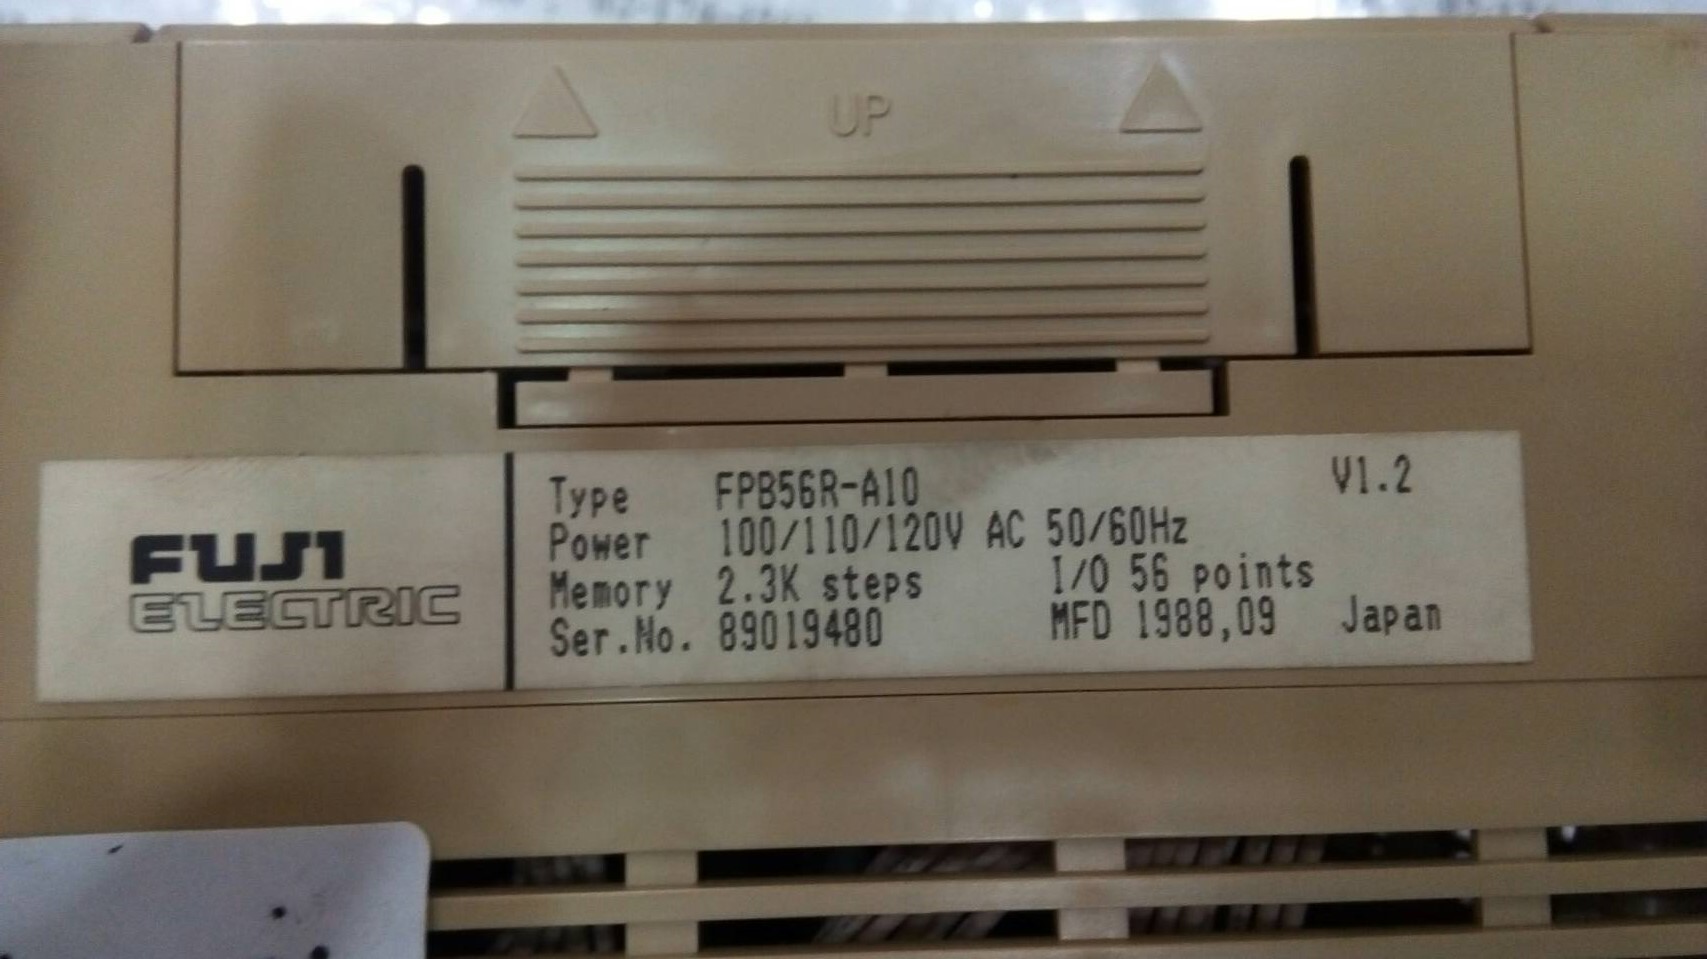 UP
FUJI
ELECTRIC
Type FPB56R-A10 V1.2
Power 100/110/120V AC 50/60Hz
Memory 2.3K steps I/O 56 points
Ser.No. 89019480 MFD 1988,09 Japan